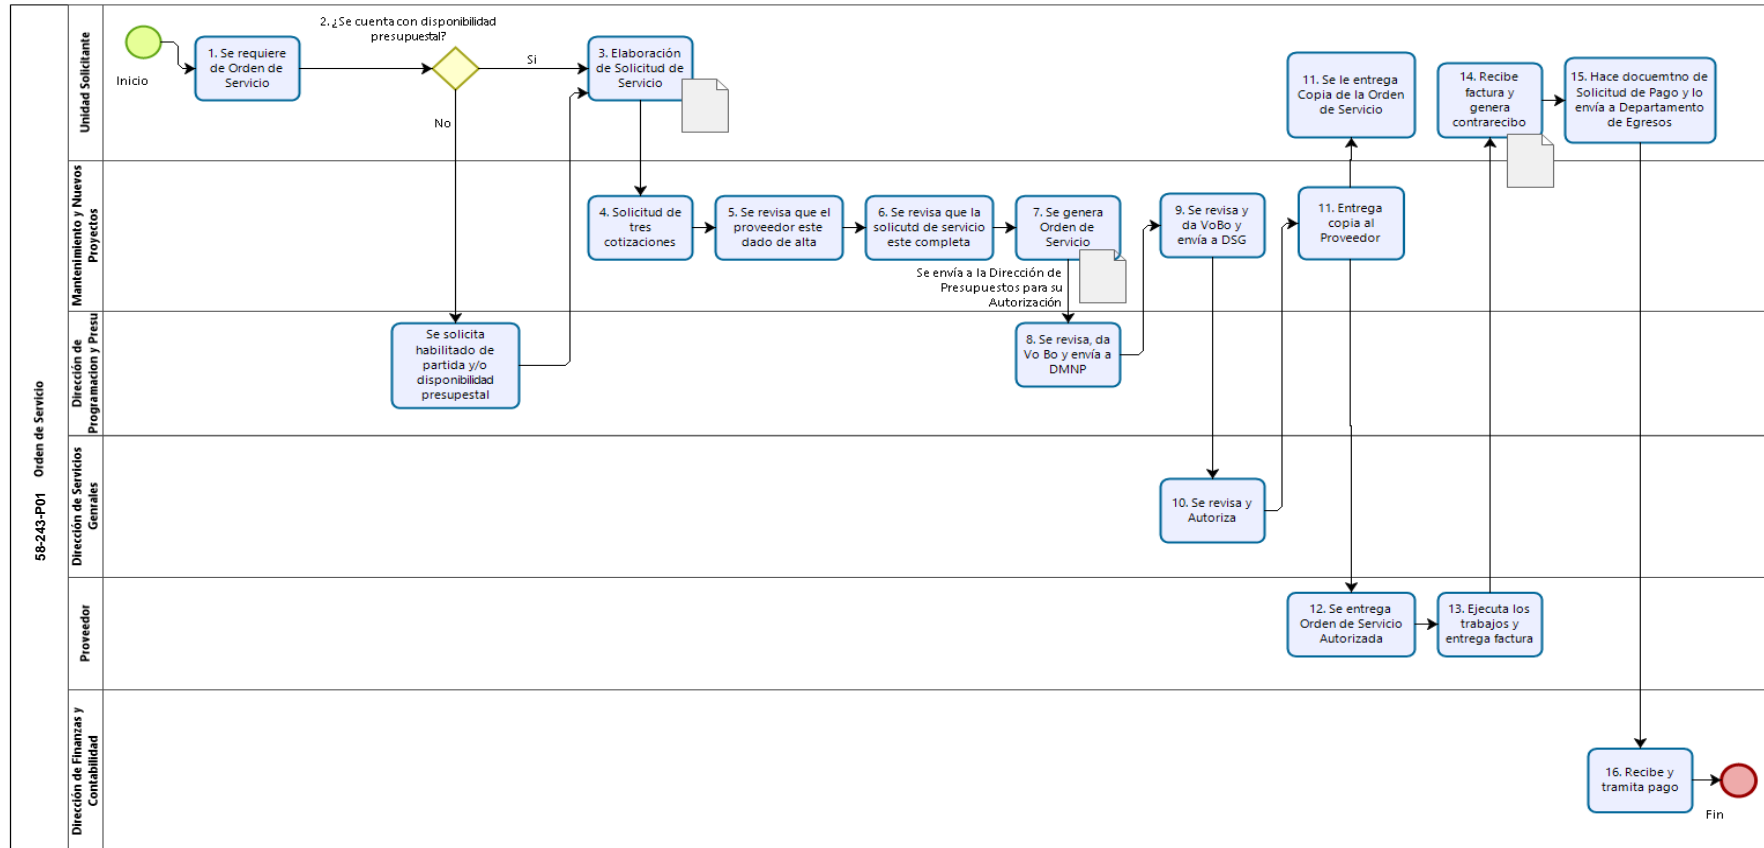 58-243-P01 Orden de Servicio
Unidad Solicitante
Inicio
1. Se requiere
de Orden de
Servicio
2. ¿Se cuenta con disponibilidad
presupuestal?
Si
No
3. Elaboración
de Solicitud de
Servicio
11. Se le entrega
Copia de la Orden
de Servicio
14. Recibe
factura y
genera
contrarecibo
15. Hace docuemtno de
Solicitud de Pago y lo
envía a Departamento
de Egresos
Mantenimiento y Nuevos
Proyectos
4. Solicitud de
tres
cotizaciones
5. Se revisa que el
proveedor este
dado de alta
6. Se revisa que la
solicutd de servicio
este completa
7. Se genera
Orden de
Servicio
Se envía a la Dirección de
Presupuestos para su
Autorización
9. Se revisa y
da VoBo y
envía a DSG
11. Entrega
copia al
Proveedor
Dirección de
Programacion y Presu
Se solicita
habilitado de
partida y/o
disponibilidad
presupestal
8. Se revisa, da
Vo Bo y envía a
DMNP
Dirección de Servicios
Genrales
10. Se revisa y
Autoriza
Proveedor
12. Se entrega
Orden de Servicio
Autorizada
13. Ejecuta los
trabajos y
entrega factura
Dirección de Finanzas y
Contabilidad
16. Recibe y
tramita pago
Fin